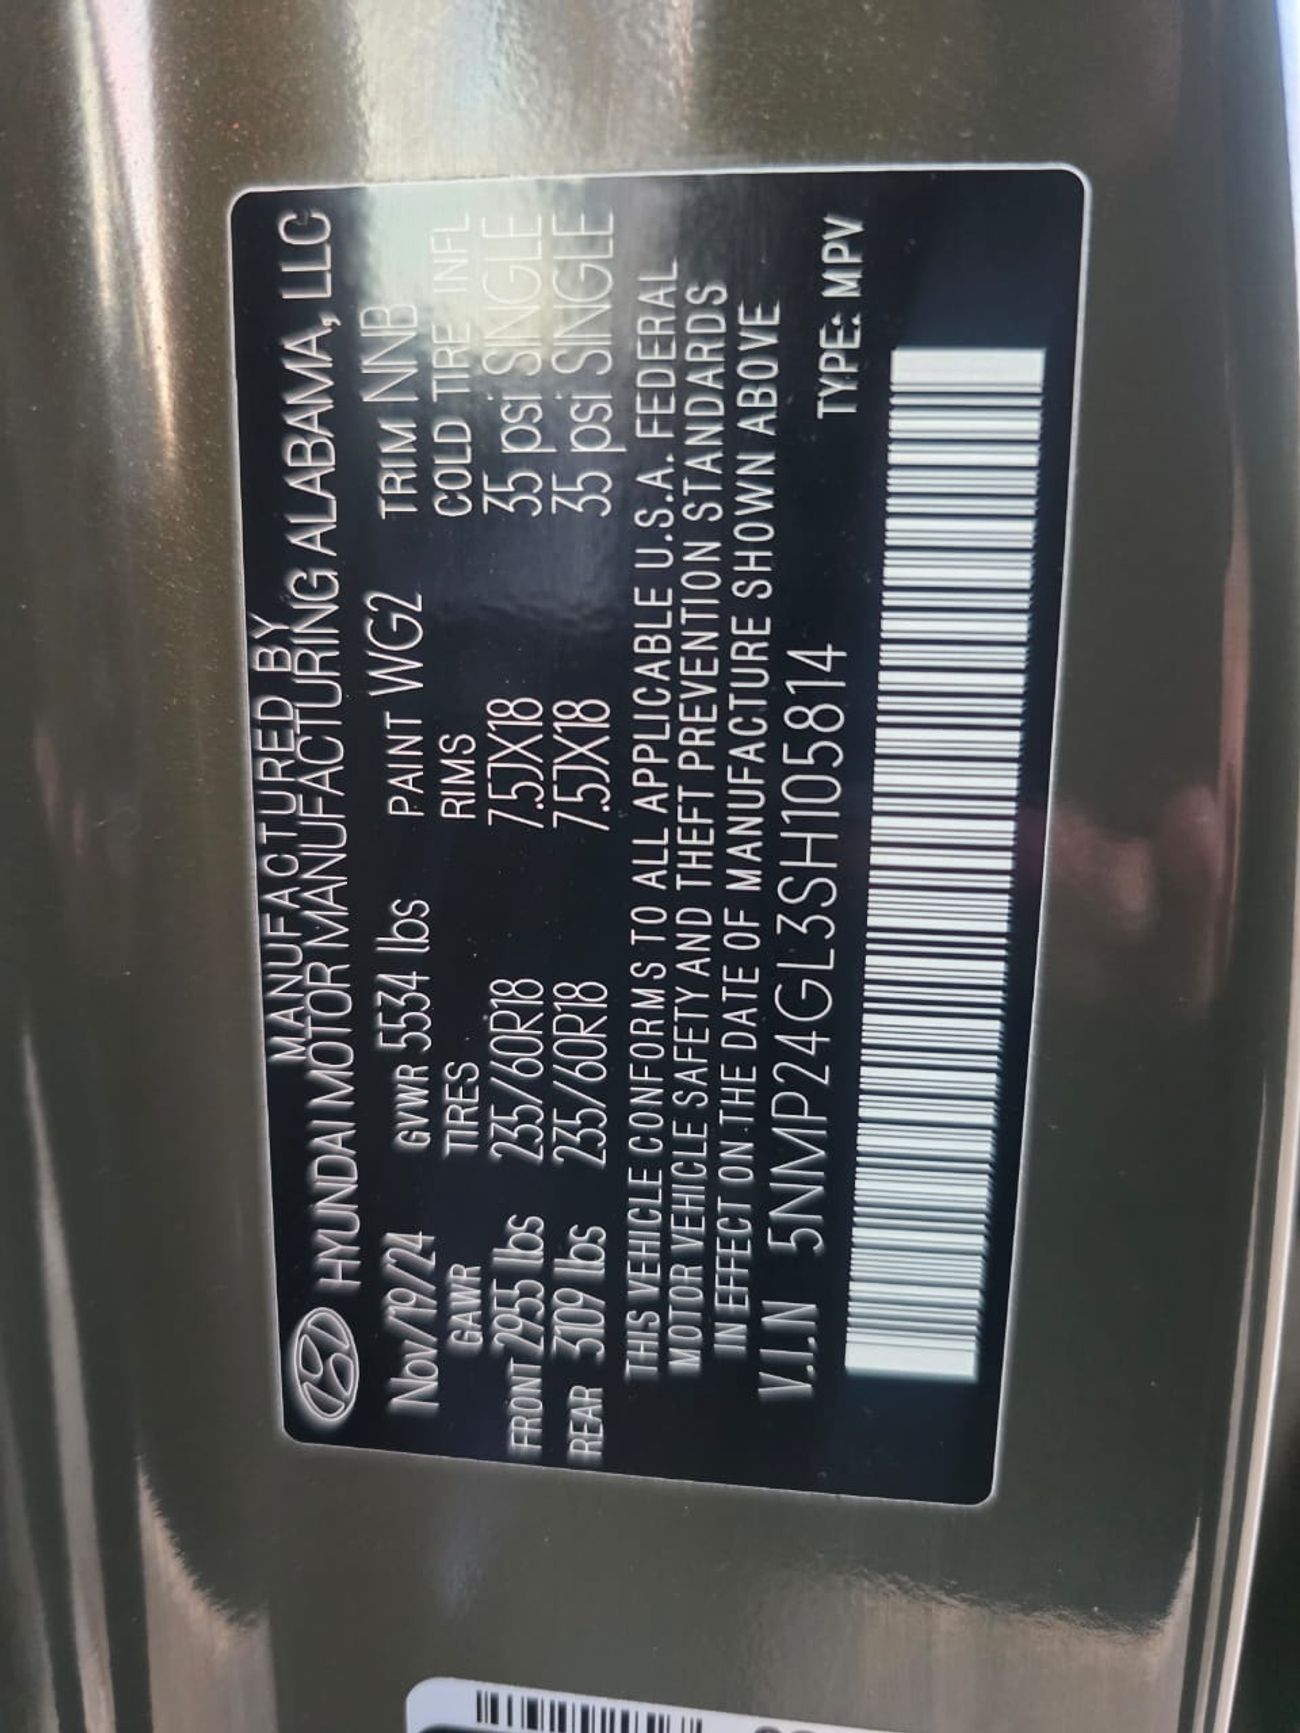 MANUFACTURED BY
HYUNDAI MOTOR MANUFACTURING ALABAMA, LLC
Nov/19/24 GVWR 5534 lbs PAINT WG2 TRIM NNB
GAWR TIRES RIMS COLD TIRE INFL
FRONT 2955 lbs 235/60R18 7.5JX18 35 psi SINGLE
REAR 3109 lbs 235/60R18 7.5JX18 35 psi SINGLE
THIS VEHICLE CONFORMS TO ALL APPLICABLE U.S.A. FEDERAL
MOTOR VEHICLE SAFETY AND THEFT PREVENTION STANDARDS
IN EFFECT ON THE DATE OF MANUFACTURE SHOWN ABOVE
V.I.N 5NMP24GL3SH105814 TYPE: MPV